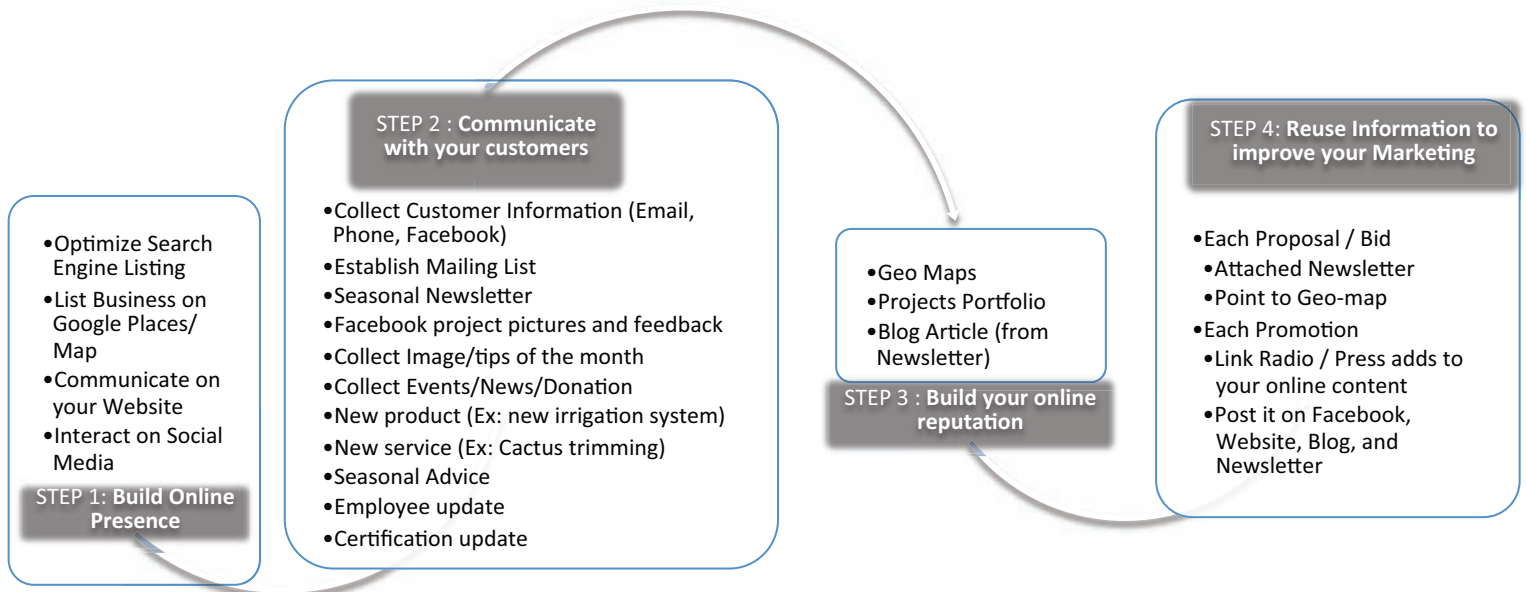 •Optimize Search
Engine Listing
•List Business on
Google Places/
Map
•Communicate on
your Website
•Interact on Social
Media
STEP 1: Build Online
Presence
STEP 2 : Communicate
with your customers
•Collect Customer Information (Email,
Phone, Facebook)
•Establish Mailing List
•Seasonal Newsletter
•Facebook project pictures and feedback
•Collect Image/tips of the month
•Collect Events/News/Donation
•New product (Ex: new irrigation system)
•New service (Ex: Cactus trimming)
•Seasonal Advice
•Employee update
•Certification update
•Geo Maps
•Projects Portfolio
•Blog Article (from
Newsletter)
STEP 3 : Build your online
reputation
STEP 4: Reuse Information to
improve your Marketing
•Each Proposal / Bid
•Attached Newsletter
•Point to Geo-map
•Each Promotion
•Link Radio / Press adds to
your online content
•Post it on Facebook,
Website, Blog, and
Newsletter